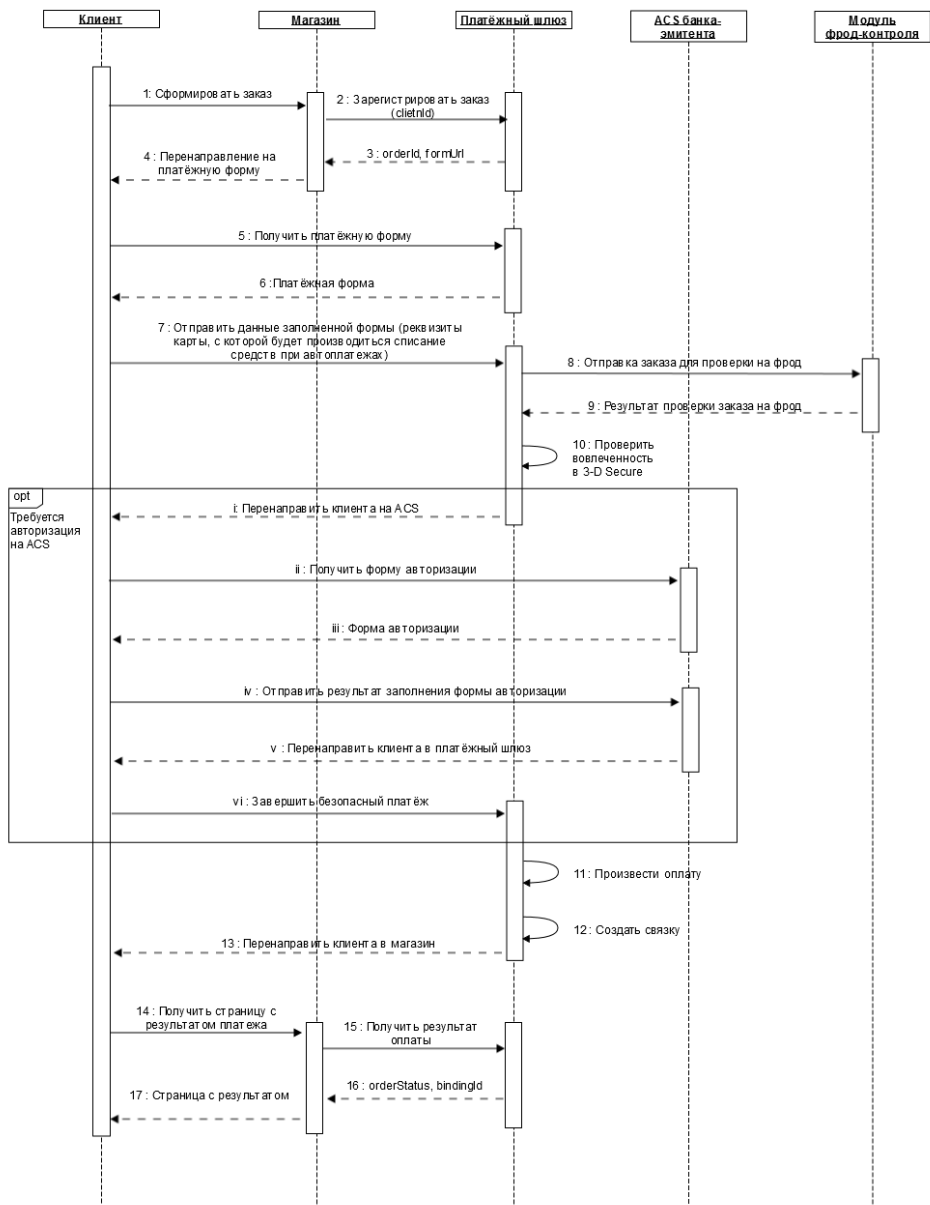 Клиент
Магазин
Платёжный шлюз
ACS банка-
эмитента
Модуль
фрод-контроля
1: Сформировать заказ
2 : Зарегистрировать заказ
(clietnId)
3 : orderId, formUrl
4 : Перенаправление на
платёжную форму
5 : Получить платёжную форму
6 :Платёжная форма
7 : Отправить данные заполненной формы (реквизиты
карты, с которой будет производиться списание
средств при автоплатежах)
8 : Отправка заказа для проверки на фрод
9 : Результат проверки заказа на фрод
10 : Проверить
вовлеченность
в 3-D Secure
opt
Требуется
авторизация
на ACS
i: Перенаправить клиента на ACS
ii : Получить форму авторизации
iii : Форма авторизации
iv : Отправить результат заполнения формы авторизации
v : Перенаправить клиента в платёжный шлюз
vi : Завершить безопасный платёж
11 : Произвести оплату
12 : Создать связку
13 : Перенаправить клиента в магазин
14 : Получить страницу с
результатом платежа
15 : Получить результат
оплаты
16 : orderStatus, bindingId
17 : Страница с результатом